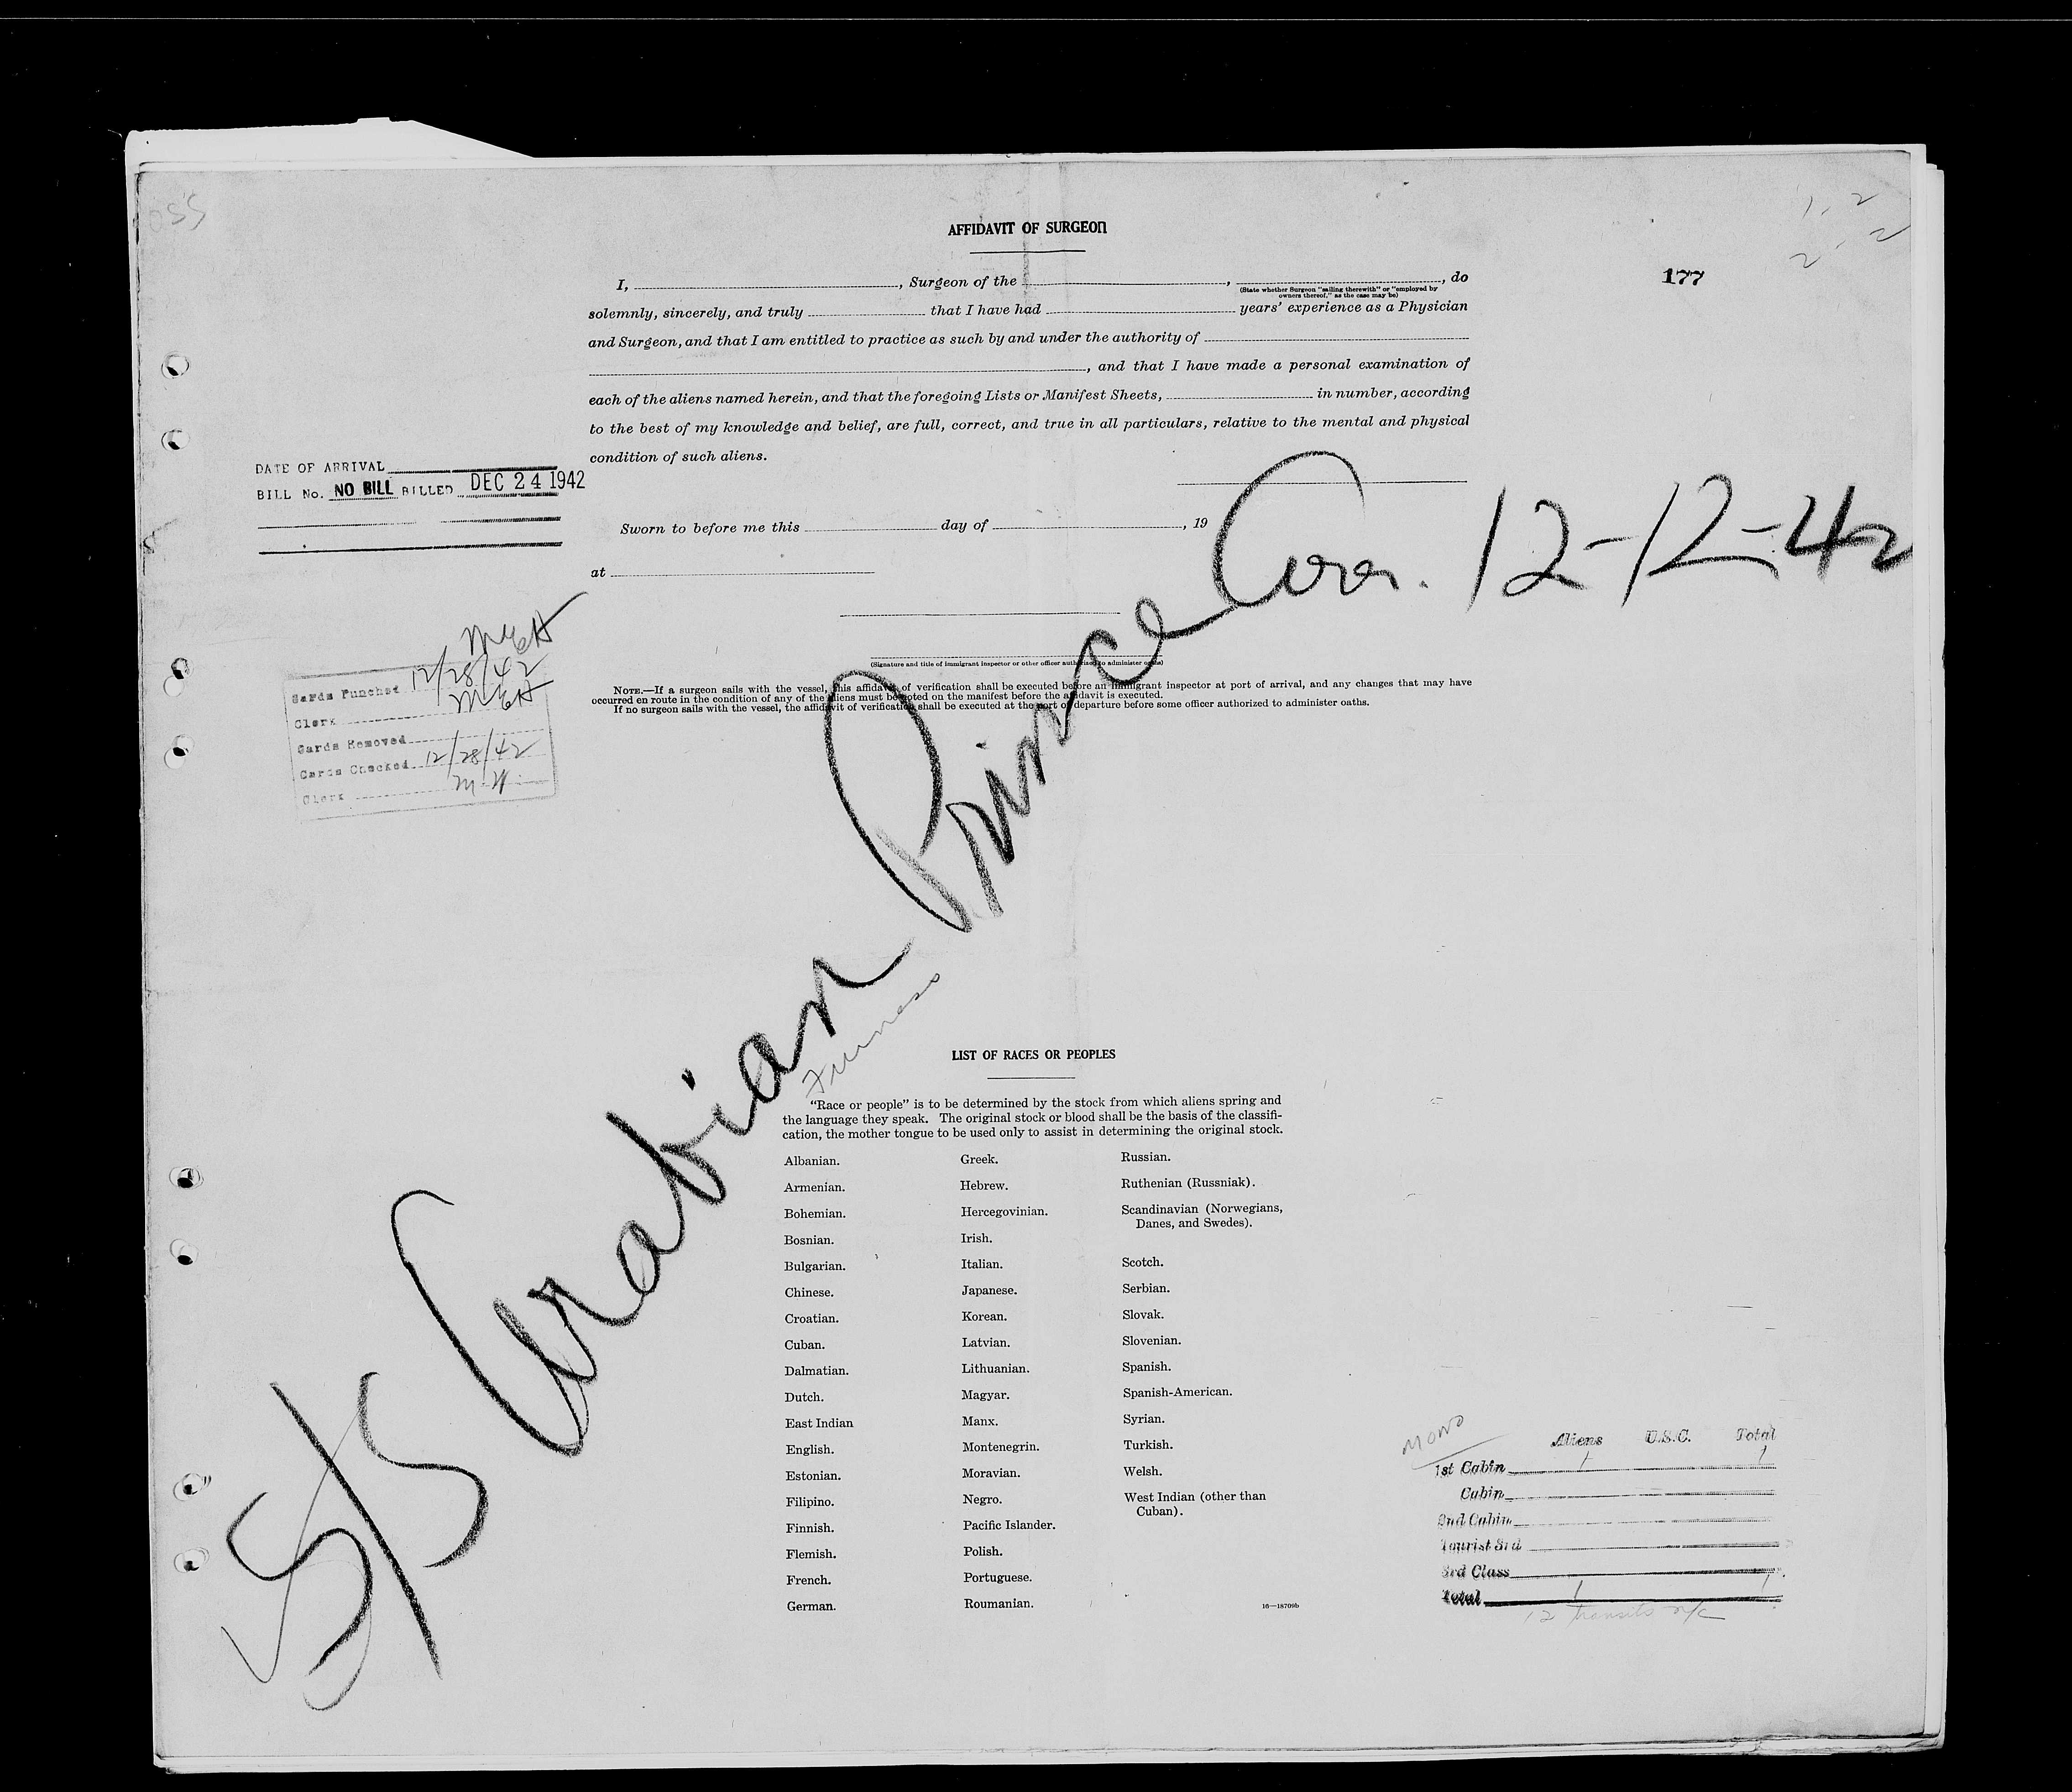 055
1. 2
2. 2
AFFIDAVIT OF SURGEON
177
I, , Surgeon of the , , do
(State whether Surgeon "sailing therewith" or "employed by
owners thereof," as the case may be)
solemnly, sincerely, and truly that I have had years' experience as a Physician
and Surgeon, and that I am entitled to practice as such by and under the authority of
, and that I have made a personal examination of
each of the aliens named herein, and that the foregoing Lists or Manifest Sheets, in number, according
to the best of my knowledge and belief, are full, correct, and true in all particulars, relative to the mental and physical
condition of such aliens.
DATE OF ARRIVAL
BILL No. NO BILL BILLED DEC 24 1942
Sworn to before me this day of , 19
at
(Signature and title of immigrant inspector or other officer authorized to administer oaths)
NOTE.—If a surgeon sails with the vessel, this affidavit of verification shall be executed before an immigrant inspector at port of arrival, and any changes that may have
occurred en route in the condition of any of the aliens must be noted on the manifest before the affidavit is executed.
If no surgeon sails with the vessel, the affidavit of verification shall be executed at the port of departure before some officer authorized to administer oaths.
MEH
Cards Punched 12/28/42
Clerk MEH
Cards Removed
Cards Checked 12/28/42
Clerk M.H.
S/S Arabian Prince Arr. 12-12-42
Furness
LIST OF RACES OR PEOPLES
"Race or people" is to be determined by the stock from which aliens spring and
the language they speak. The original stock or blood shall be the basis of the classifi-
cation, the mother tongue to be used only to assist in determining the original stock.
Albanian.
Armenian.
Bohemian.
Bosnian.
Bulgarian.
Chinese.
Croatian.
Cuban.
Dalmatian.
Dutch.
East Indian
English.
Estonian.
Filipino.
Finnish.
Flemish.
French.
German.
Greek.
Hebrew.
Hercegovinian.
Irish.
Italian.
Japanese.
Korean.
Latvian.
Lithuanian.
Magyar.
Manx.
Montenegrin.
Moravian.
Negro.
Pacific Islander.
Polish.
Portuguese.
Roumanian.
Russian.
Ruthenian (Russniak).
Scandinavian (Norwegians,
Danes, and Swedes).
Scotch.
Serbian.
Slovak.
Slovenian.
Spanish.
Spanish-American.
Syrian.
Turkish.
Welsh.
West Indian (other than
Cuban).
16—18709b
Aliens U.S.C. Total
1st Cabin 1 1
Cabin
2nd Cabin
Tourist 3rd
3rd Class
Total 1 1
12 transits n/c